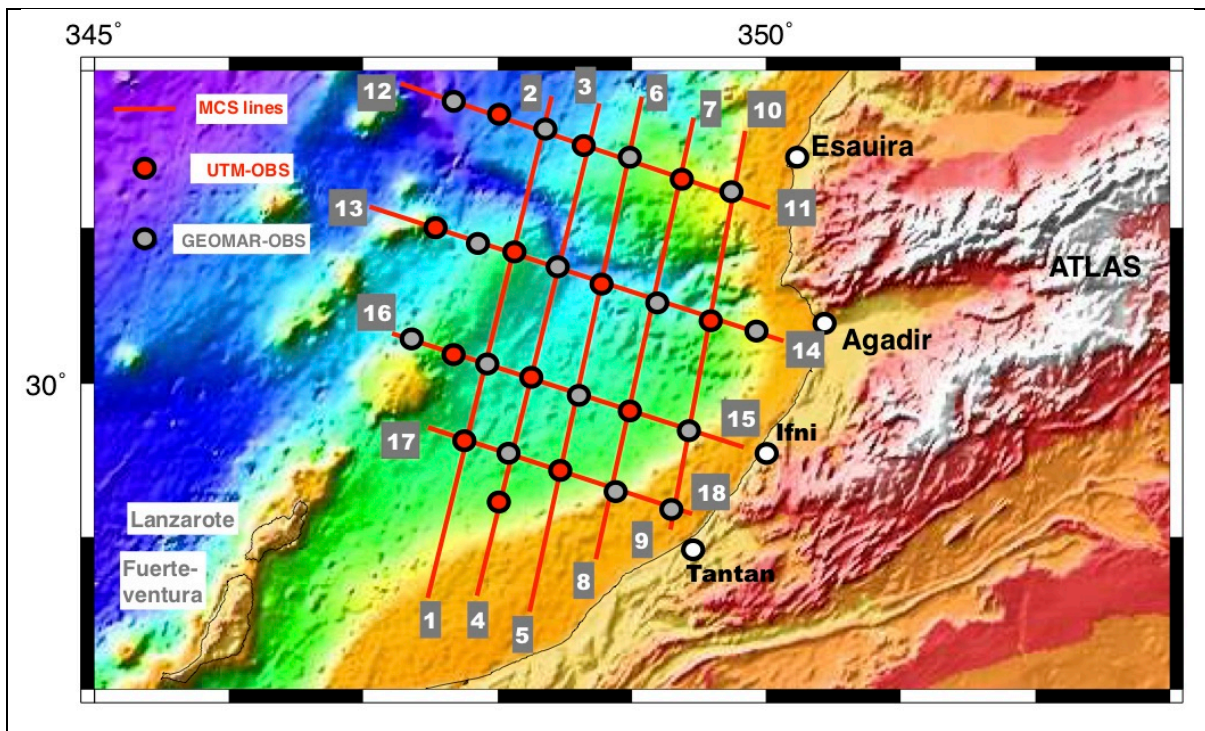 345°
350°
12
2
3
6
7
10
MCS lines
Esauira
UTM-OBS
11
13
GEOMAR-OBS
ATLAS
16
Agadir
14
30°
15
Ifni
17
18
Lanzarote
9
Tantan
Fuerte-
ventura
8
1
4
5